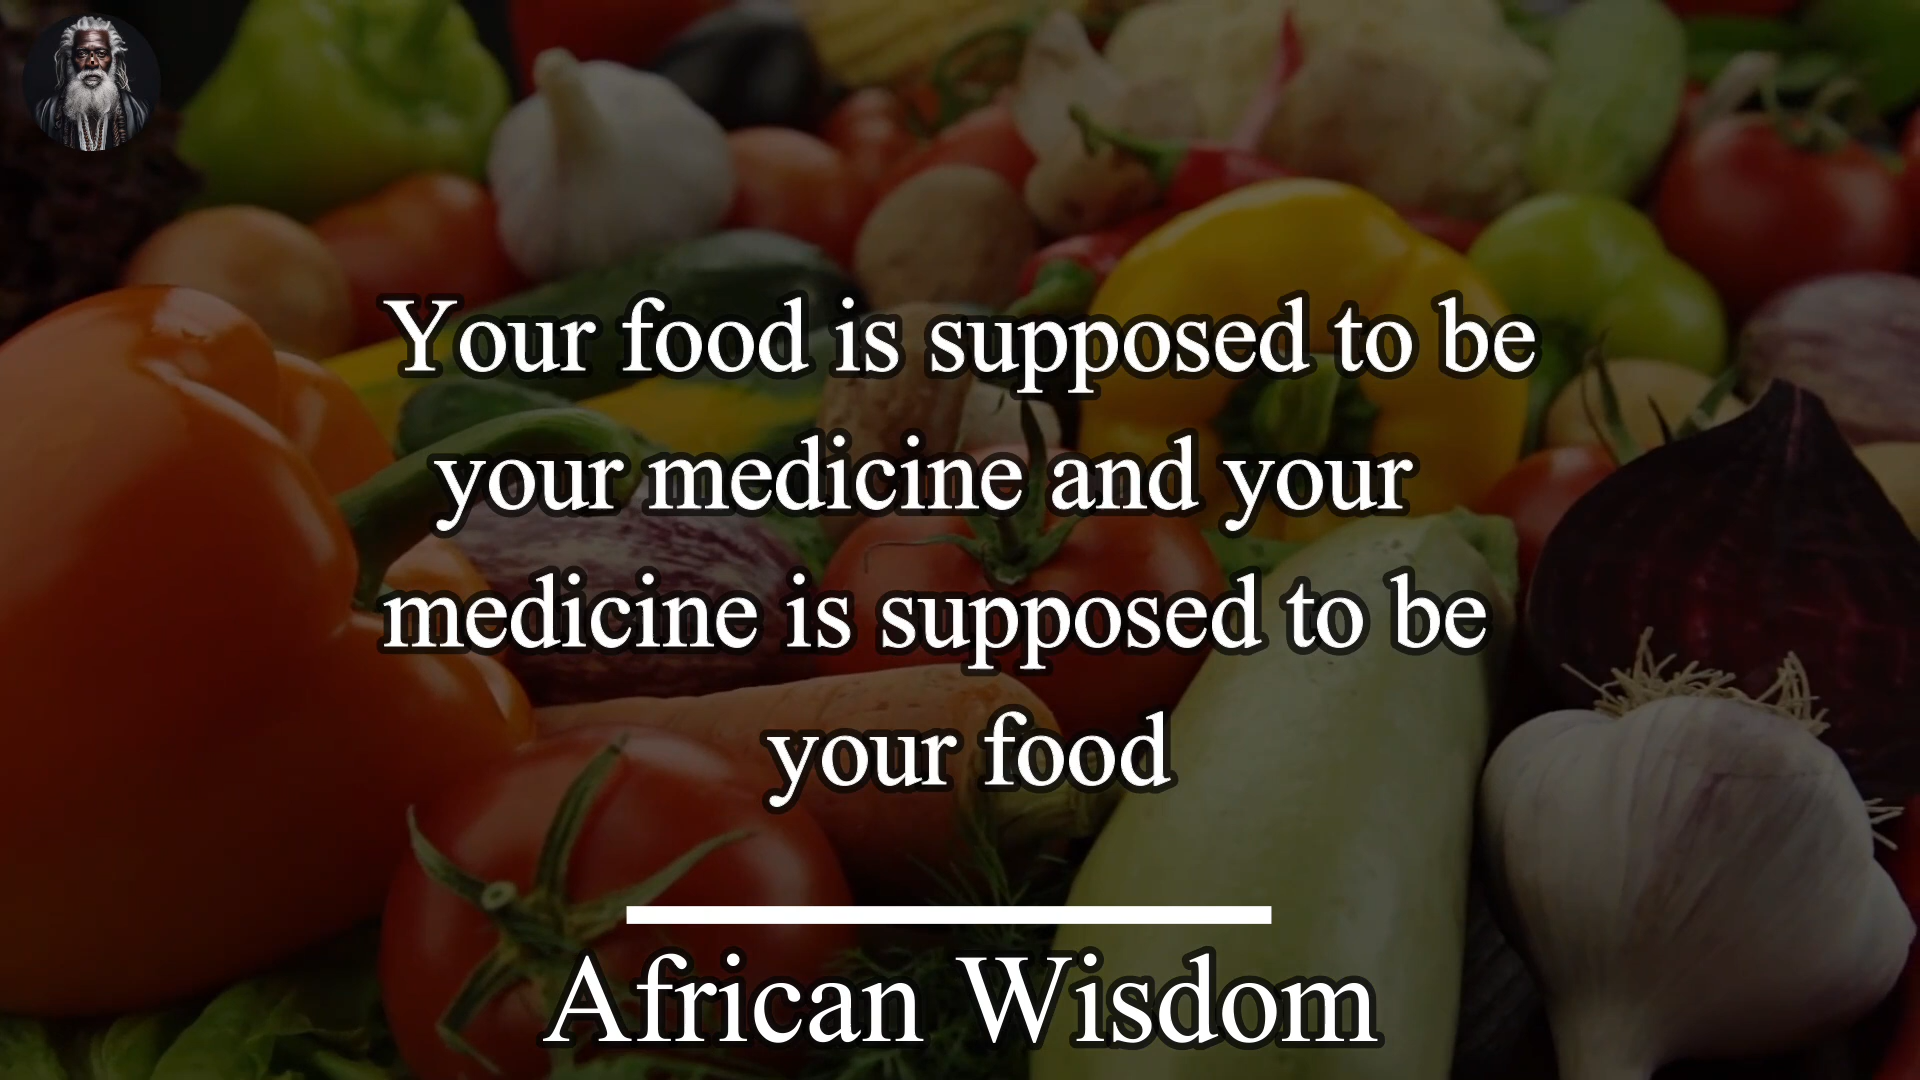 Your food is supposed to be
your medicine and your
medicine is supposed to be
your food
African Wisdom